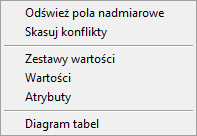 Odśwież pola nadmiarowe
Skasuj konflikty
Zestawy wartości
Wartości
Atrybuty
Diagram tabel